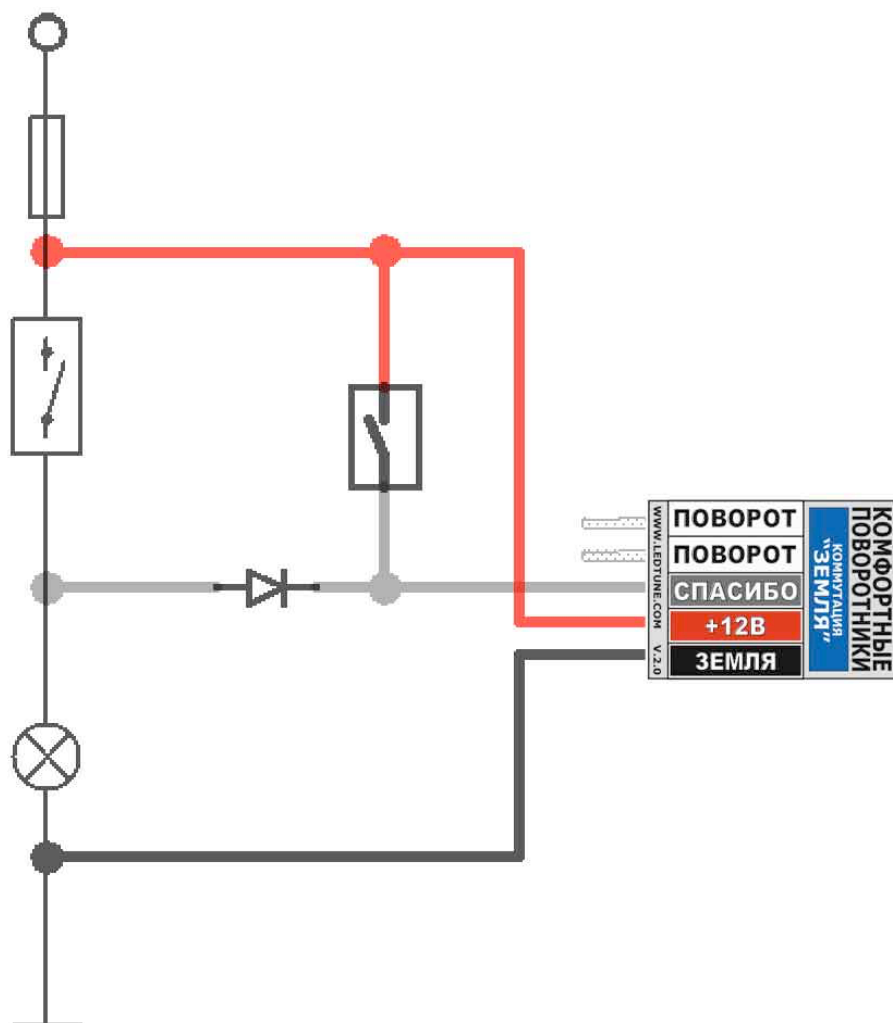 WWW.LEDTUNE.COM V.2.0
ПОВОРОТ
ПОВОРОТ
СПАСИБО
+12В
ЗЕМЛЯ
КОММУТАЦИЯ
"ЗЕМЛЯ"
КОМФОРТНЫЕ
ПОВОРОТНИКИ